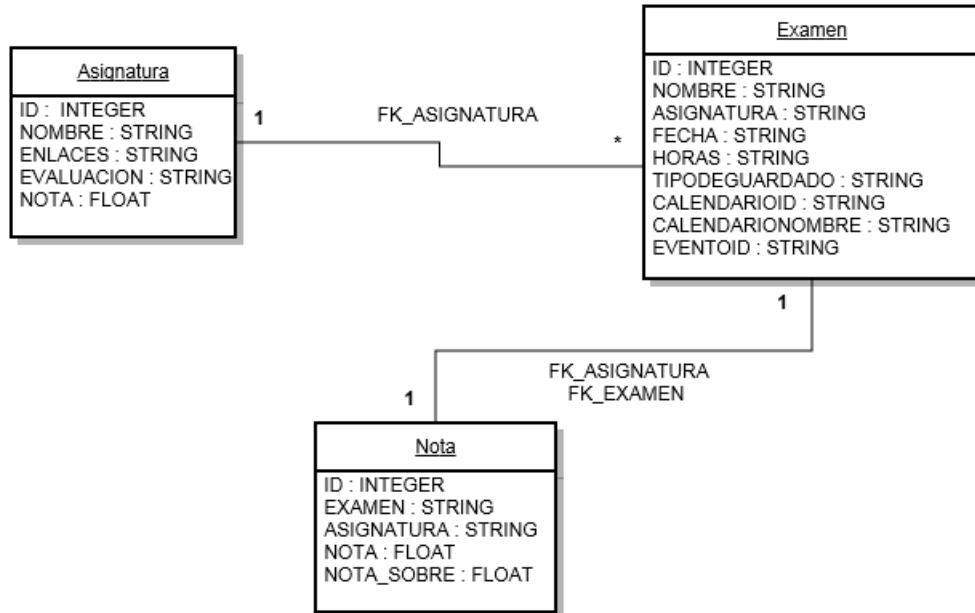 Asignatura
ID : INTEGER
NOMBRE : STRING
ENLACES : STRING
EVALUACION : STRING
NOTA : FLOAT
1
FK_ASIGNATURA
*
Examen
ID : INTEGER
NOMBRE : STRING
ASIGNATURA : STRING
FECHA : STRING
HORAS : STRING
TIPODEGUARDADO : STRING
CALENDARIOID : STRING
CALENDARIONOMBRE : STRING
EVENTOID : STRING
1
FK_ASIGNATURA
FK_EXAMEN
1
Nota
ID : INTEGER
EXAMEN : STRING
ASIGNATURA : STRING
NOTA : FLOAT
NOTA_SOBRE : FLOAT